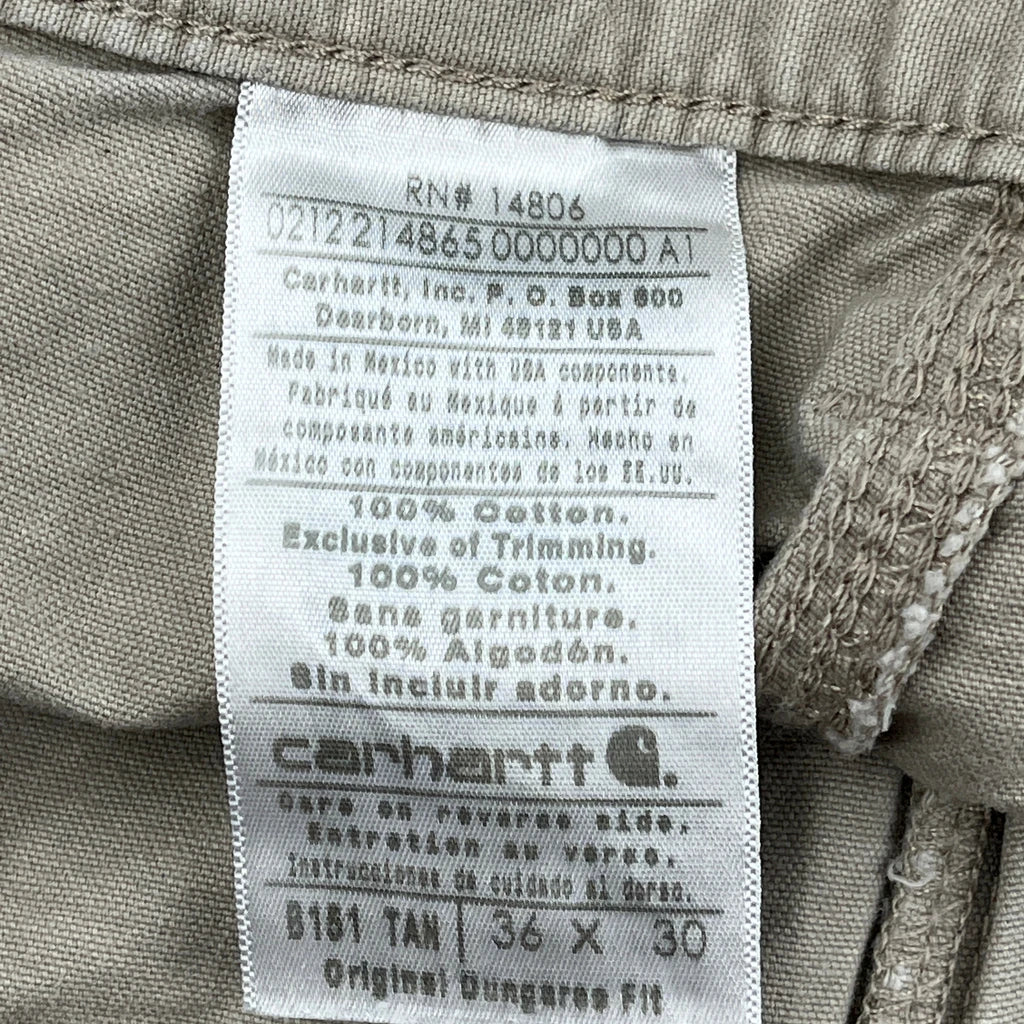 RN# 14806
0212214865 0000000 A1
Carhartt, Inc. P. O. Box 600
Dearborn, MI 48121 USA
Made in Mexico with USA components.
Fabriqué au Mexique à partir de
composants américains. Hecho en
México con componentes de los EE.UU.
100% Cotton.
Exclusive of Trimming.
100% Coton.
Sans garniture.
100% Algodón.
Sin incluir adorno.
carhartt
Care on reverse side.
Entretien au verso.
Instrucciones de cuidado al dorso.
B151 TAN 36 X 30
Original Dungaree Fit